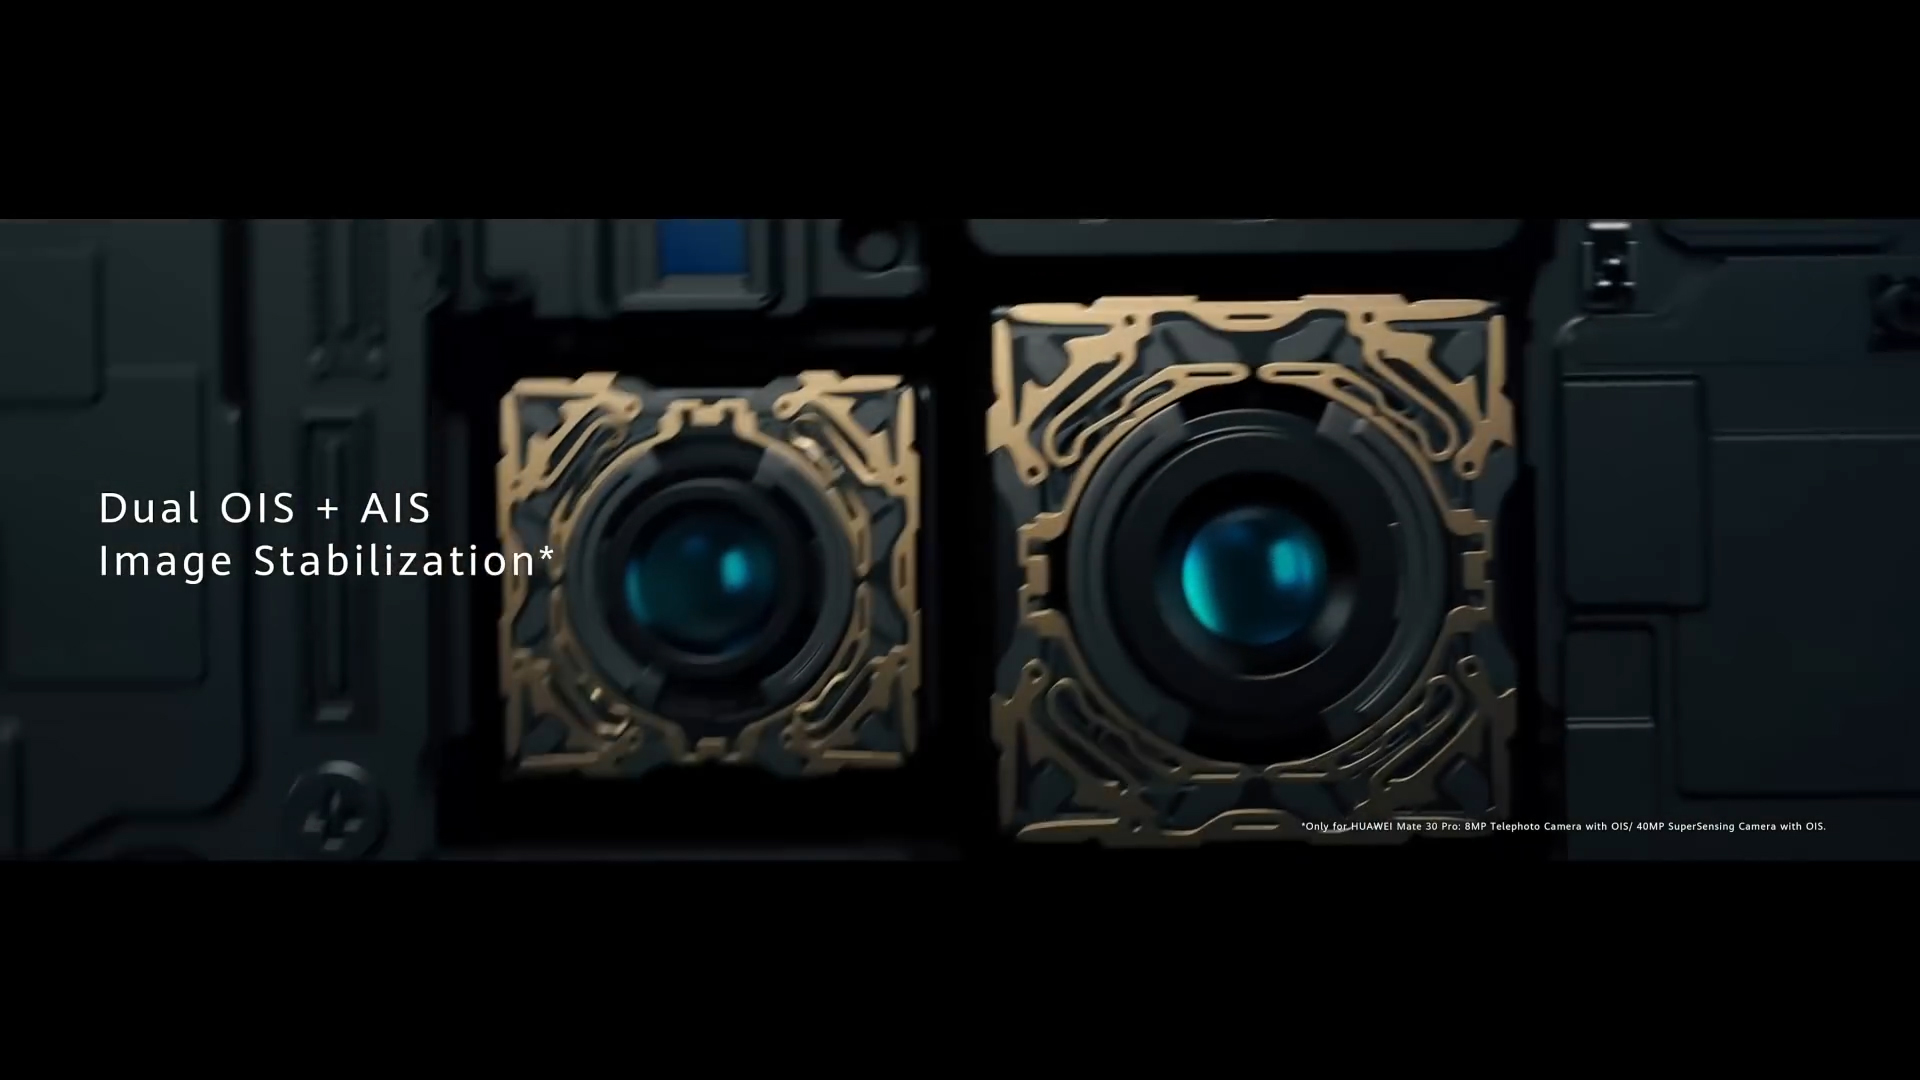 Dual OIS + AIS
Image Stabilization*
*Only for HUAWEI Mate 30 Pro: 8MP Telephoto Camera with OIS/ 40MP SuperSensing Camera with OIS.